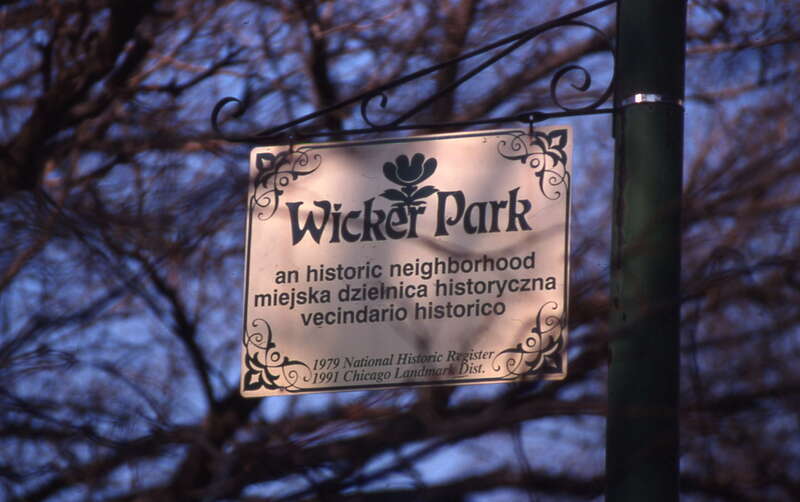 Wicker Park
an historic neighborhood
miejska dzielnica historyczna
vecindario historico
1979 National Historic Register
1991 Chicago Landmark Dist.